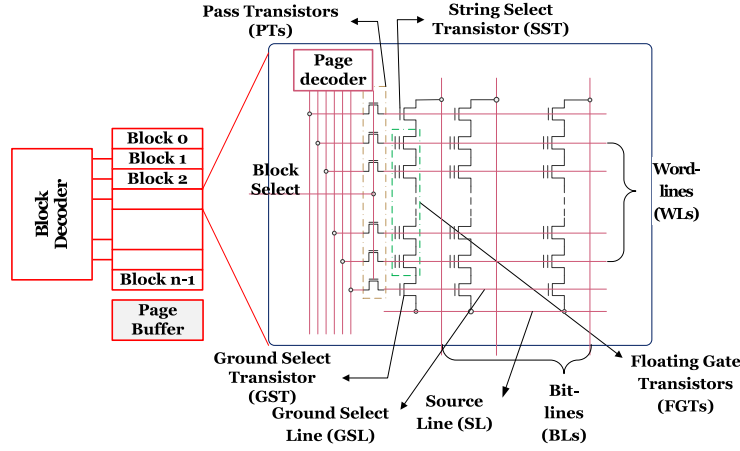 Pass Transistors
(PTs)
String Select
Transistor (SST)
Page
decoder
Block 0
Block 1
Block 2
Block n-1
Block
Decoder
Page
Buffer
Block
Select
Word-
lines
(WLs)
Ground Select
Transistor
(GST)
Ground Select
Line (GSL)
Source
Line (SL)
Bit-
lines
(BLs)
Floating Gate
Transistors
(FGTs)